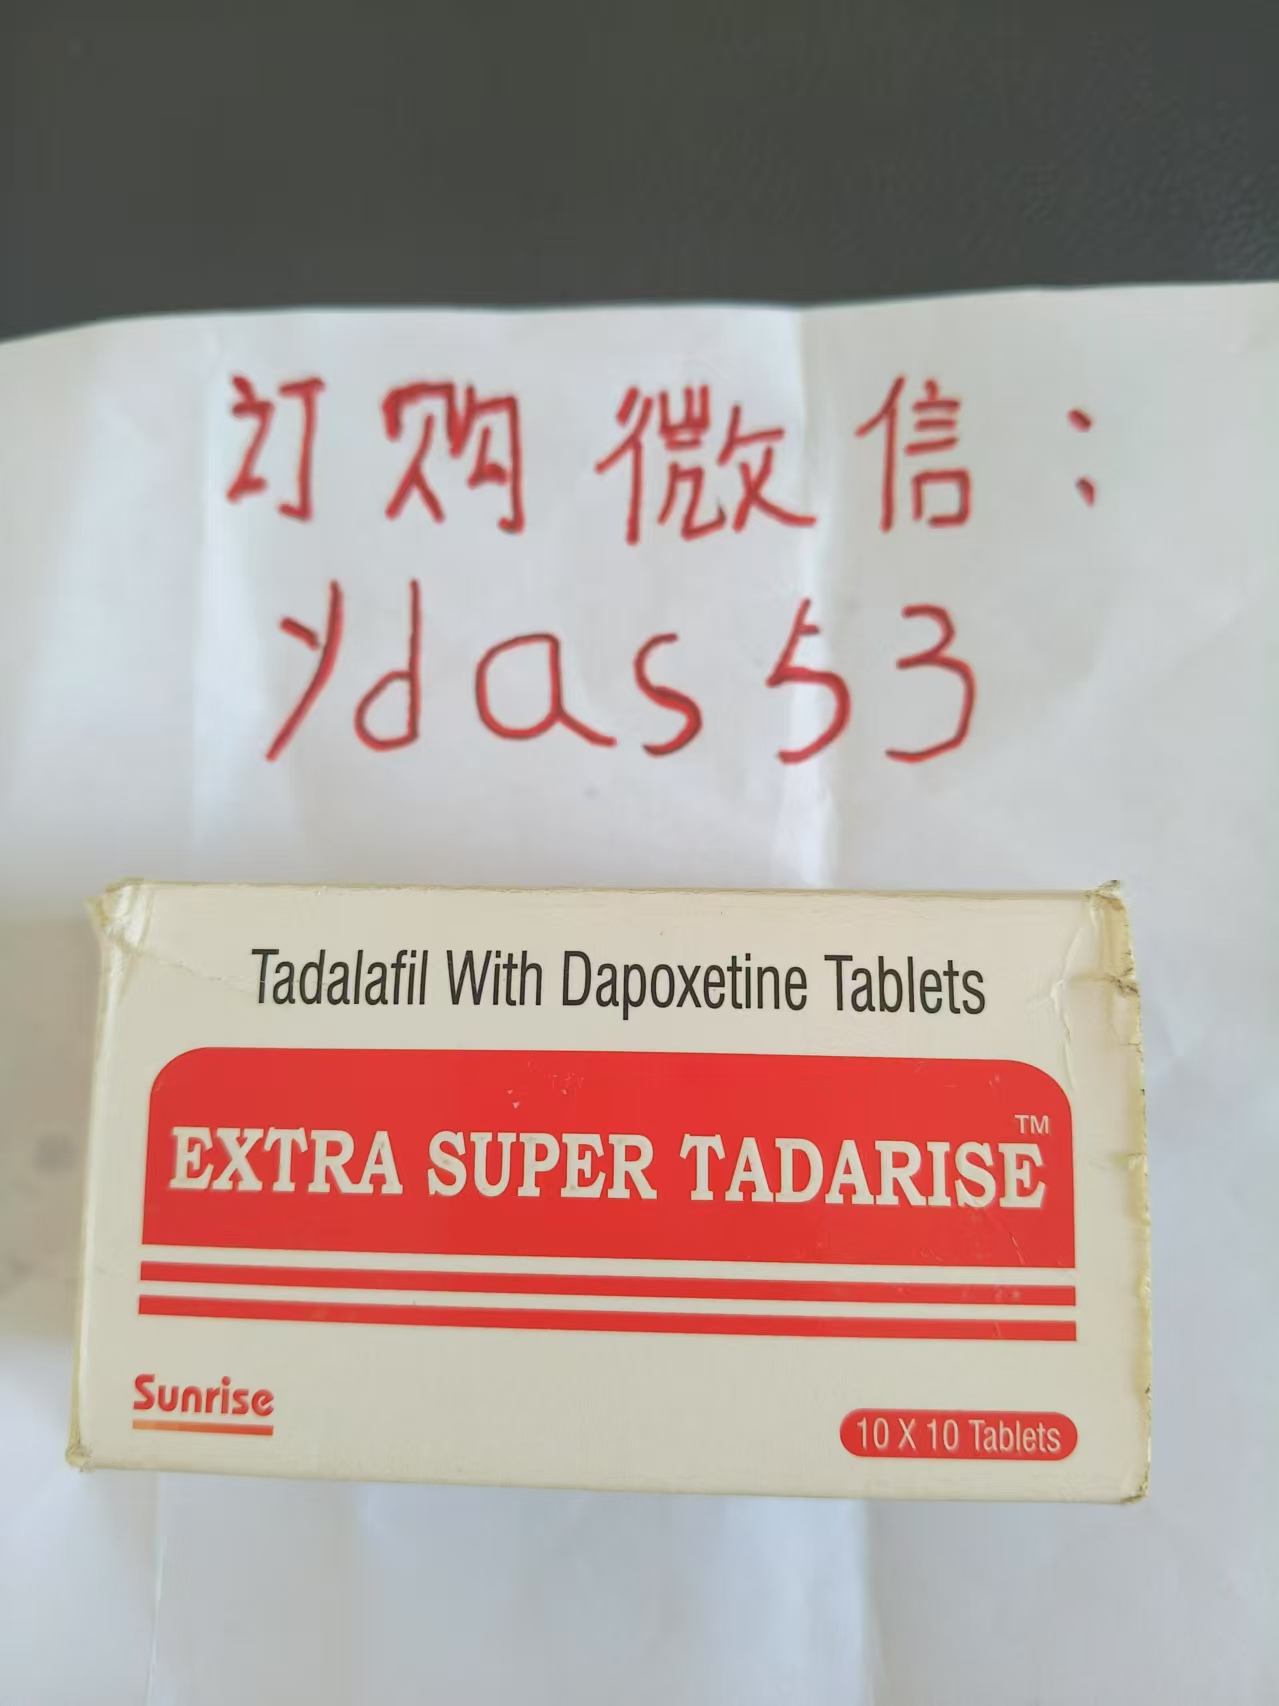 订购微信：
ydas53
Tadalafil With Dapoxetine Tablets
EXTRA SUPER TADARISE™
Sunrise
10 X 10 Tablets